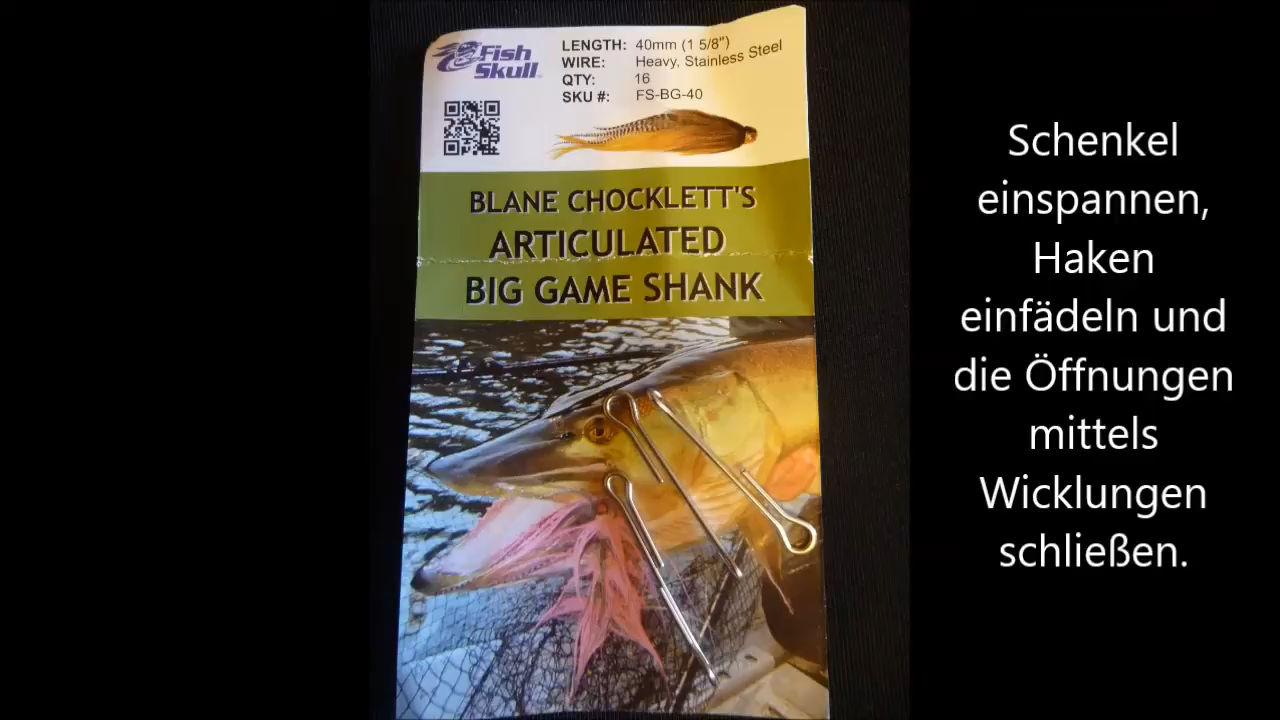 Fish
Skull
LENGTH: 40mm (1 5/8")
WIRE: Heavy, Stainless Steel
QTY: 16
SKU #: FS-BG-40
BLANE CHOCKLETT'S
ARTICULATED
BIG GAME SHANK
Schenkel
einspannen,
Haken
einfädeln und
die Öffnungen
mittels
Wicklungen
schließen.